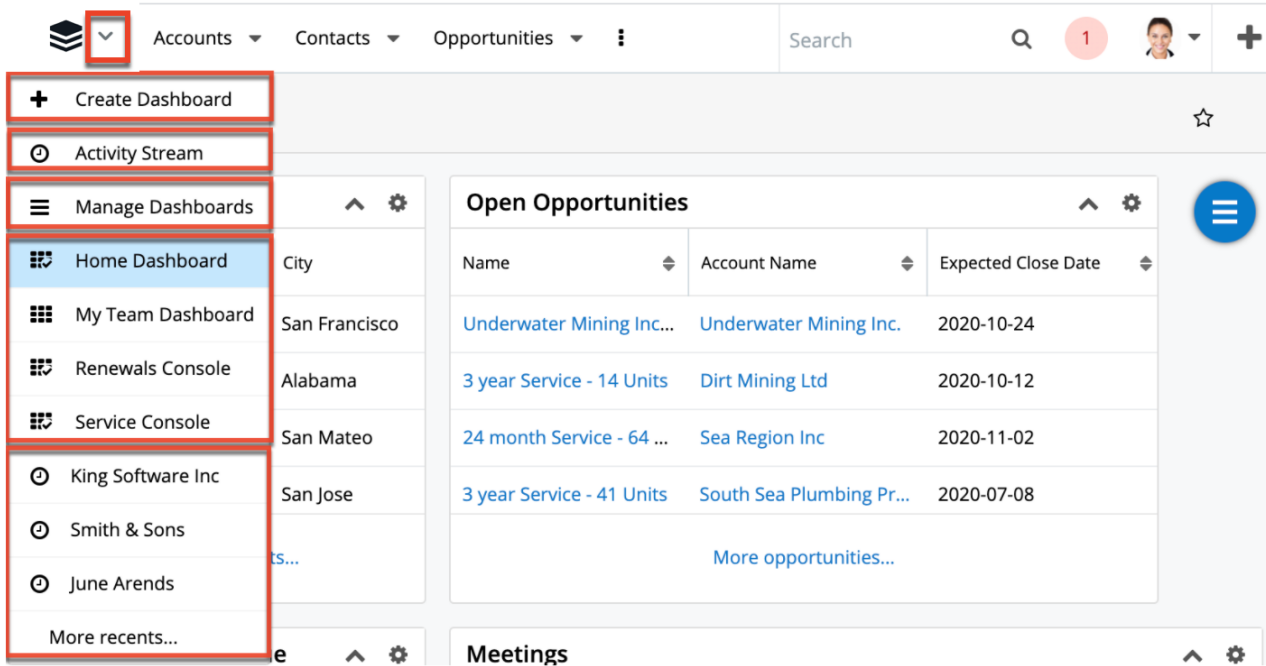 Accounts Contacts Opportunities Search 1
Create Dashboard
Activity Stream
Manage Dashboards
Home Dashboard
My Team Dashboard
Renewals Console
Service Console
King Software Inc
Smith & Sons
June Arends
More recents...
City
San Francisco
Alabama
San Mateo
San Jose
ts...
e
Open Opportunities
Name Account Name Expected Close Date
Underwater Mining Inc... Underwater Mining Inc. 2020-10-24
3 year Service - 14 Units Dirt Mining Ltd 2020-10-12
24 month Service - 64 ... Sea Region Inc 2020-11-02
3 year Service - 41 Units South Sea Plumbing Pr... 2020-07-08
More opportunities...
Meetings